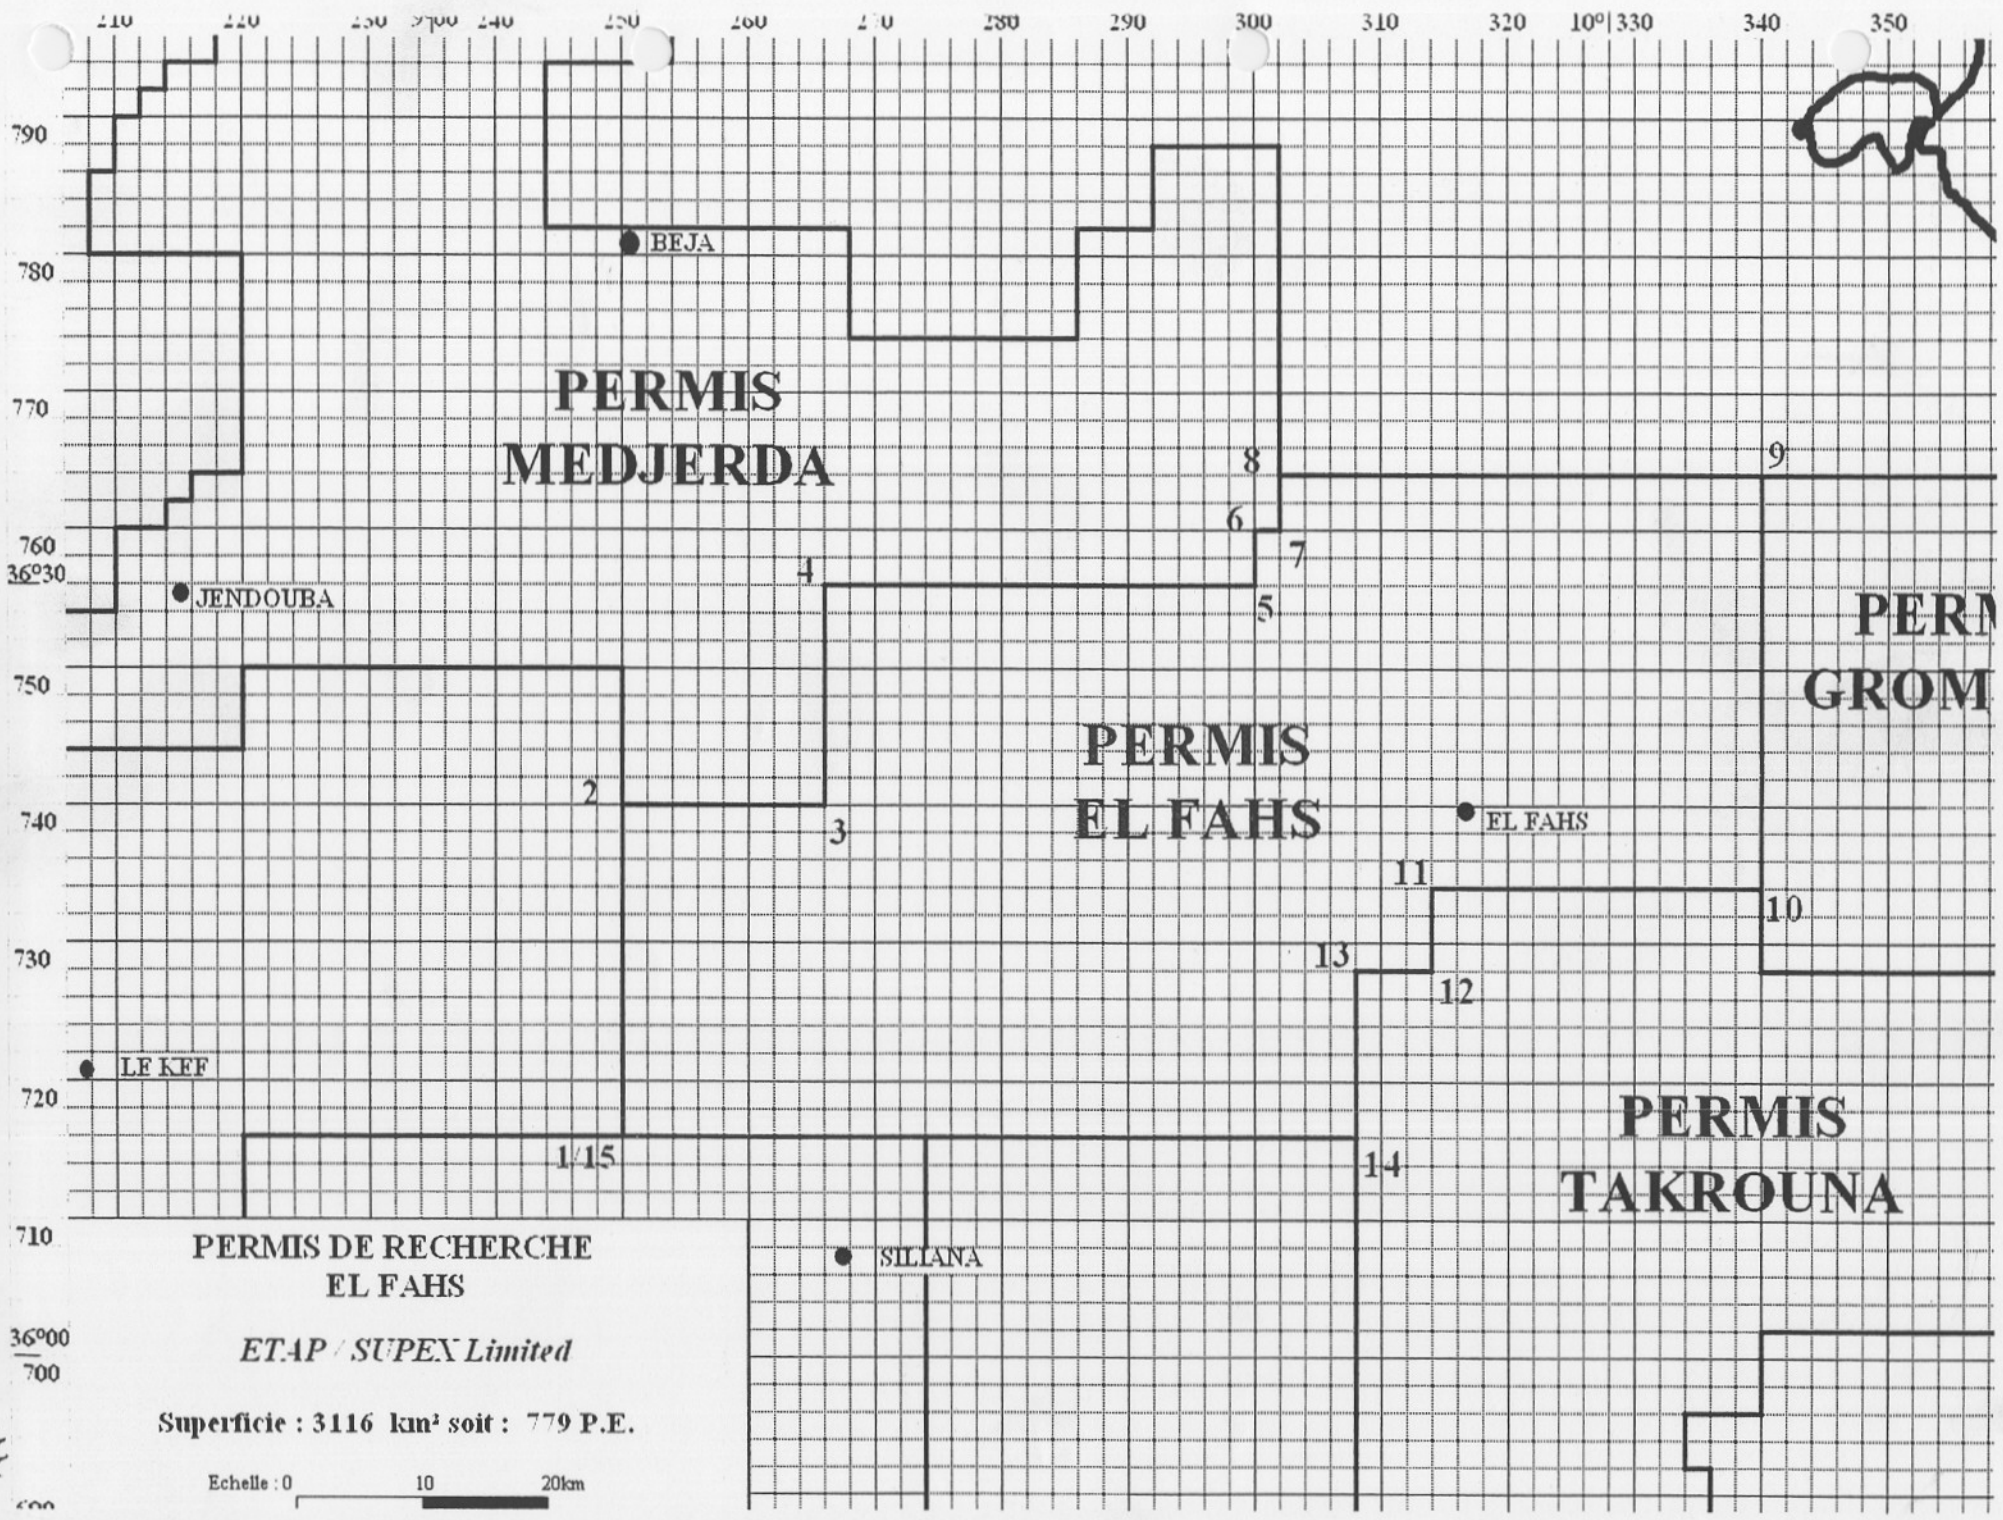 210 220 230 9°00 240 250 260 270 280 290 300 310 320 10° 330 340 350
790
BEJA
780
PERMIS
770
MEDJERDA
8 9
6
760
7
4
36°30
JENDOUBA
5
PERM
750
GROM
PERMIS
2
EL FAHS
740
EL FAHS
3
11
10
13
730
12
LE KEF
720
PERMIS
1/15
14
TAKROUNA
710
PERMIS DE RECHERCHE
SILIANA
EL FAHS
36°00
ETAP / SUPEX Limited
700
Superficie : 3116 km² soit : 779 P.E.
Echelle : 0 10 20km